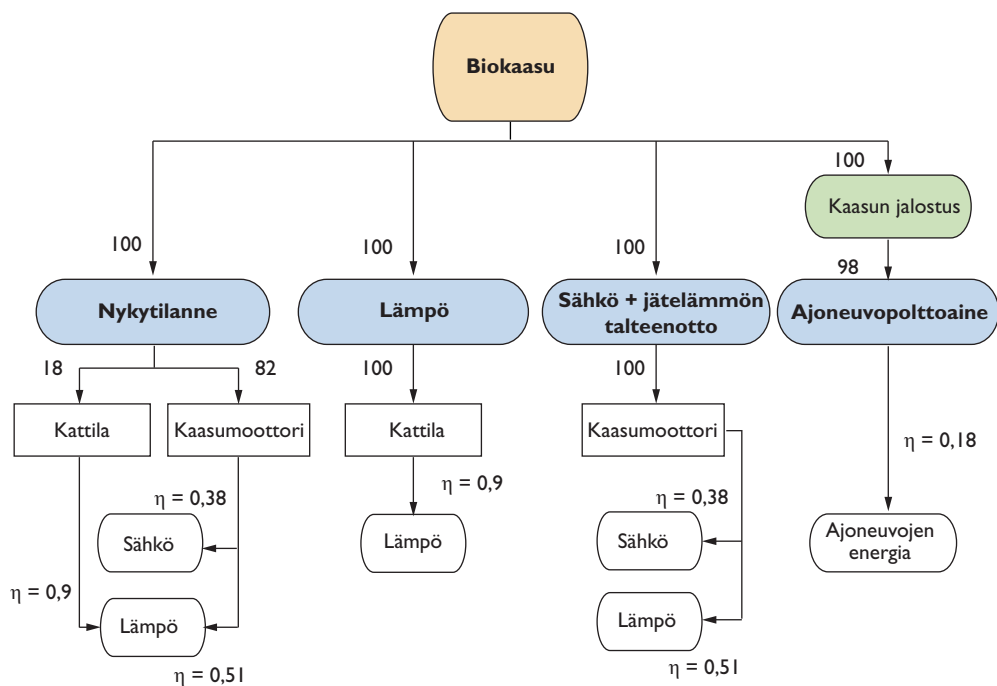 Biokaasu
100
Kaasun jalostus
100
100
100
98
Nykytilanne
Lämpö
Sähkö + jätelämmön
talteenotto
Ajoneuvopolttoaine
18
82
100
100
Kattila
Kaasumoottori
Kattila
Kaasumoottori
η = 0,18
η = 0,38
η = 0,9
η = 0,38
Sähkö
Lämpö
Sähkö
Ajoneuvojen
energia
η = 0,9
Lämpö
Lämpö
η = 0,51
η = 0,51